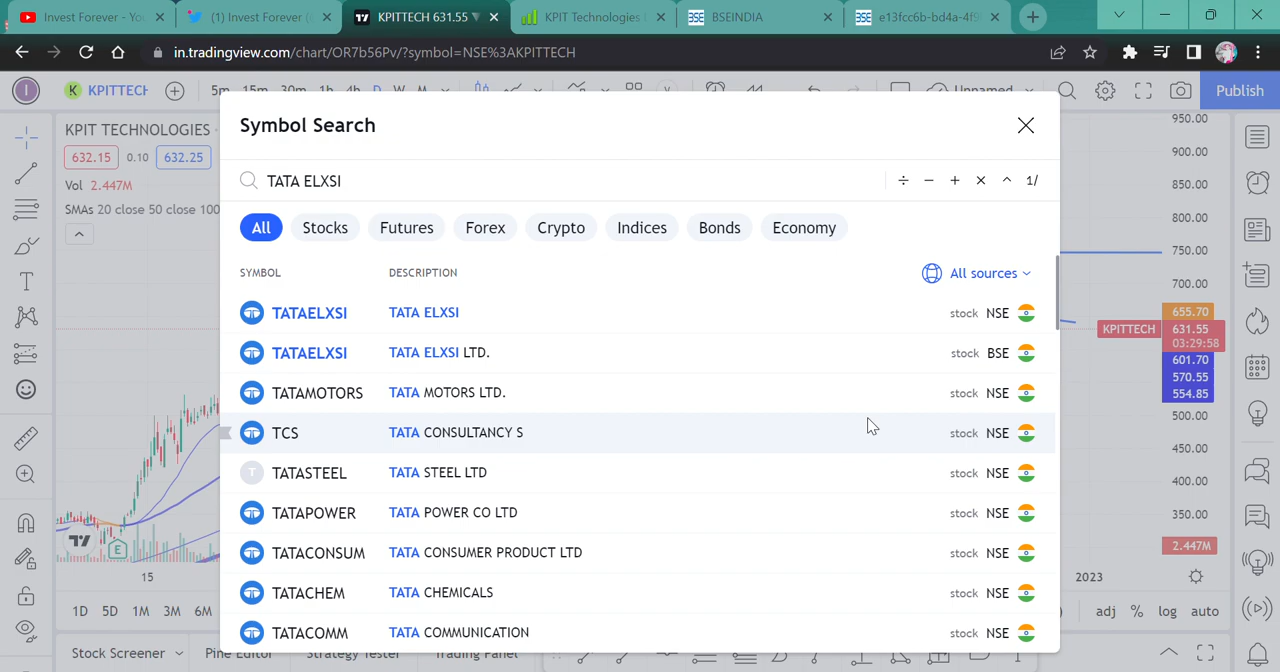 Invest Forever - Yo
(1) Invest Forever (
KPITTECH 631.55 ▼
KPIT Technologies
BSEINDIA
e13fcc6b-bd4a-4f9
in.tradingview.com/chart/OR7b56Pv/?symbol=NSE%3AKPITTECH
I
K KPITTECH
5m 15m 30m 1h 4h D W M
Unnamed
Publish
KPIT TECHNOLOGIES
632.15 0.10 632.25
Vol 2.447M
SMAs 20 close 50 close 100
Symbol Search
TATA ELXSI
÷ − + × ^ 1/
All Stocks Futures Forex Crypto Indices Bonds Economy
SYMBOL DESCRIPTION All sources
TATAELXSI TATA ELXSI stock NSE
TATAELXSI TATA ELXSI LTD. stock BSE
TATAMOTORS TATA MOTORS LTD. stock NSE
TCS TATA CONSULTANCY S stock NSE
T TATASTEEL TATA STEEL LTD stock NSE
TATAPOWER TATA POWER CO LTD stock NSE
TATACONSUM TATA CONSUMER PRODUCT LTD stock NSE
TATACHEM TATA CHEMICALS stock NSE
TATACOMM TATA COMMUNICATION stock NSE
950.00
900.00
850.00
800.00
750.00
700.00
655.70
KPITTECH 631.55
03:29:58
601.70
570.55
554.85
500.00
450.00
400.00
350.00
2.447M
E
15
2023
1D 5D 1M 3M 6M
adj % log auto
Stock Screener Pine Editor Strategy Tester Trading Panel